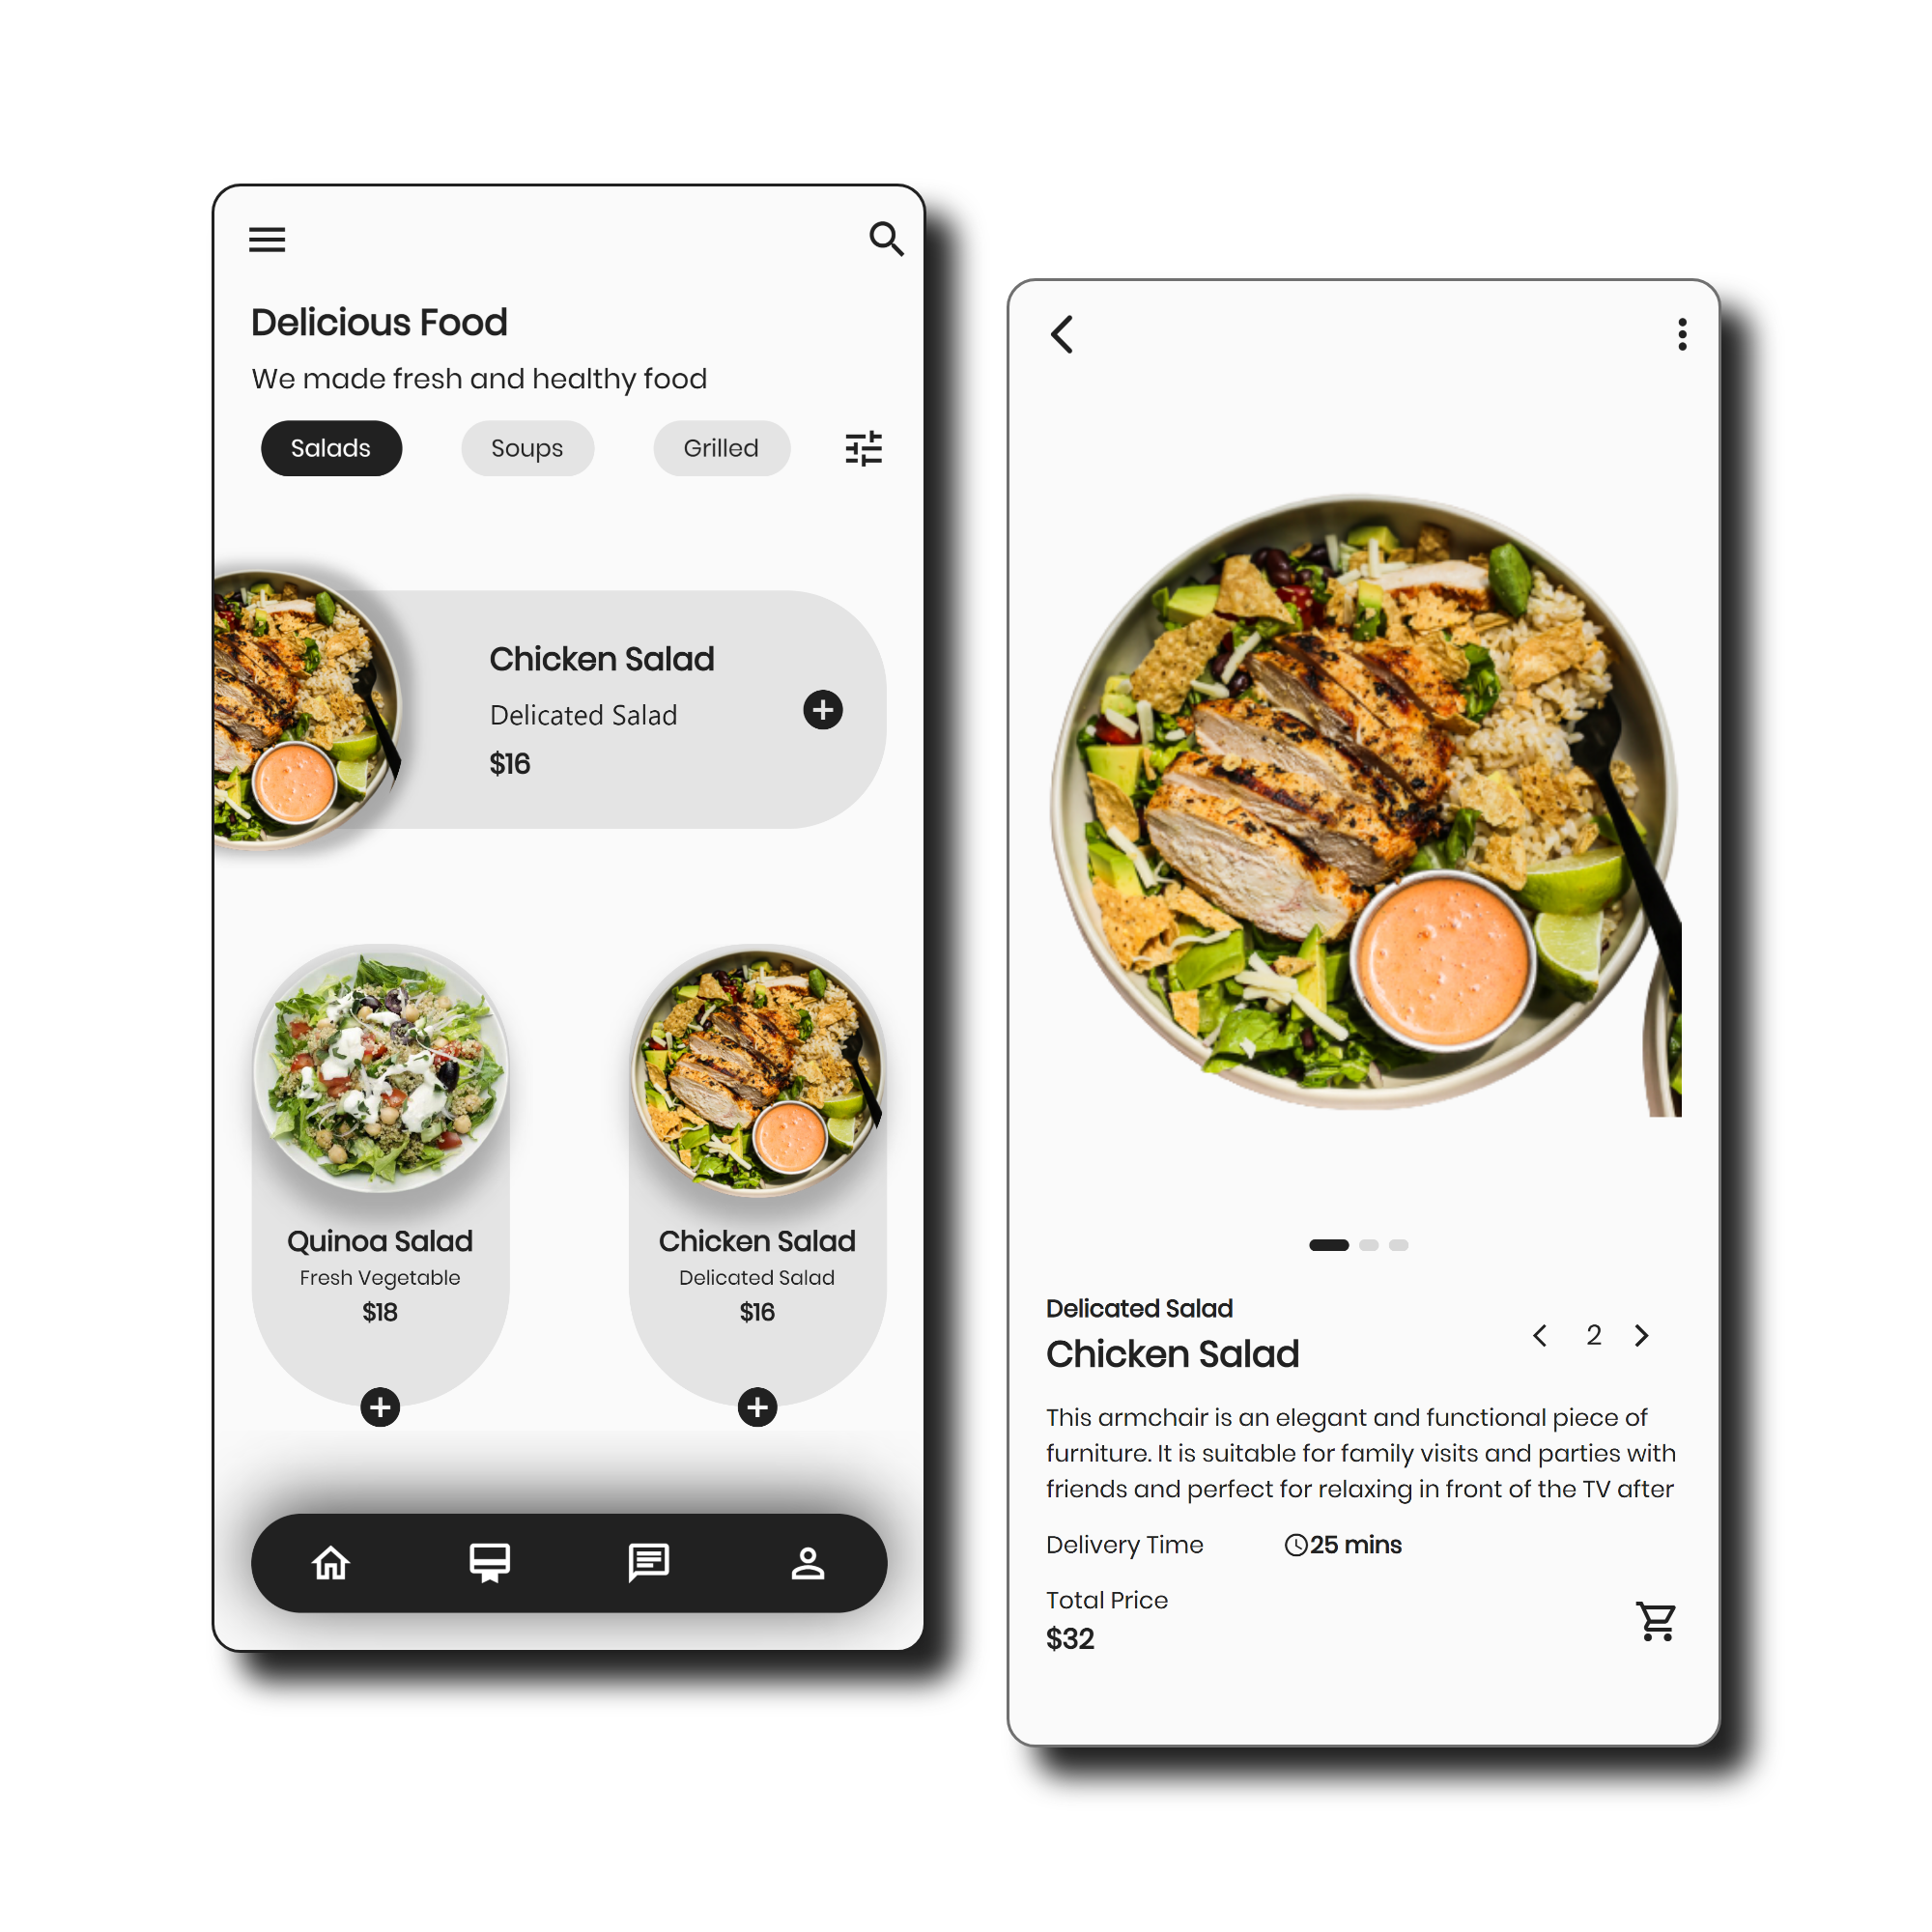 Delicious Food
We made fresh and healthy food
Salads
Soups
Grilled
Chicken Salad
Delicated Salad
$16
Quinoa Salad
Fresh Vegetable
$18
Chicken Salad
Delicated Salad
$16
Delicated Salad
Chicken Salad
2
This armchair is an elegant and functional piece of
furniture. It is suitable for family visits and parties with
friends and perfect for relaxing in front of the TV after
Delivery Time
25 mins
Total Price
$32